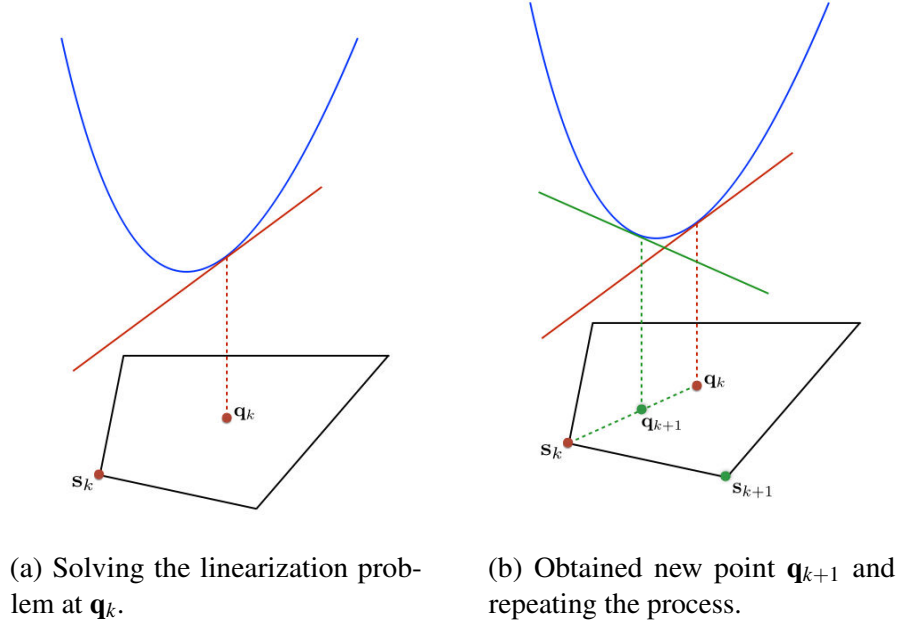 q_k
s_k
q_k
q_{k+1}
s_k
s_{k+1}
(a) Solving the linearization prob-
lem at q_k.
(b) Obtained new point q_{k+1} and
repeating the process.